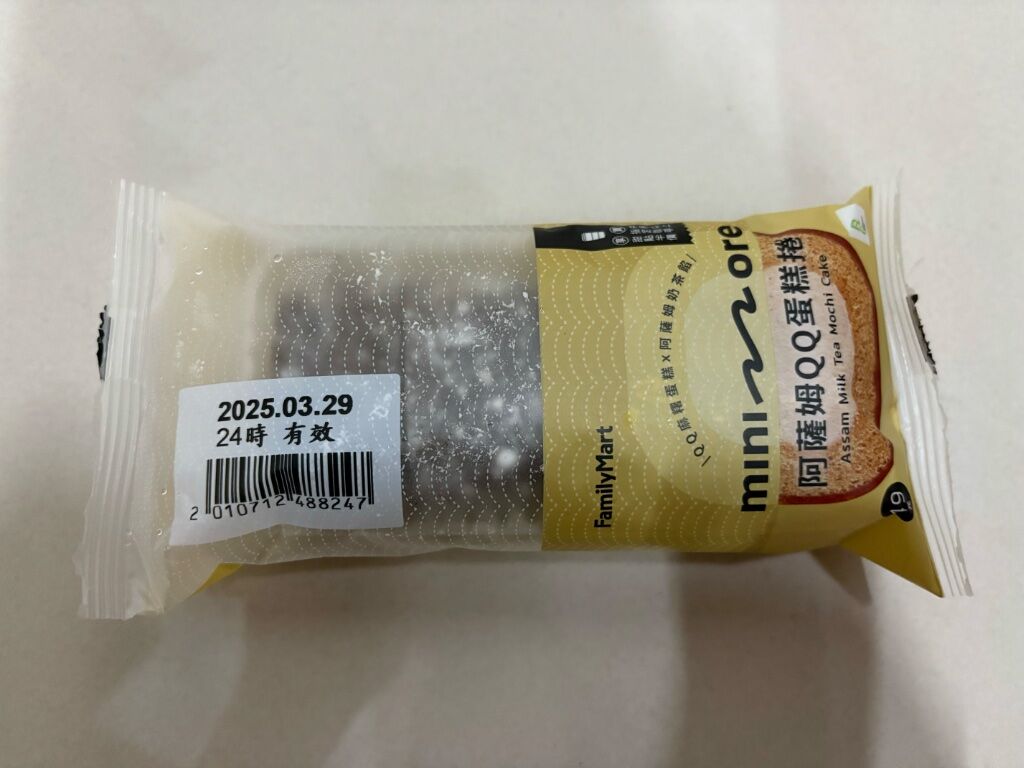 2025.03.29
24時 有效
2 010712 488247
FamilyMart
QQ麻糬蛋糕 x 阿薩姆奶茶餡
mini ore
阿薩姆QQ蛋糕捲
Assam Milk Tea Mochi Cake